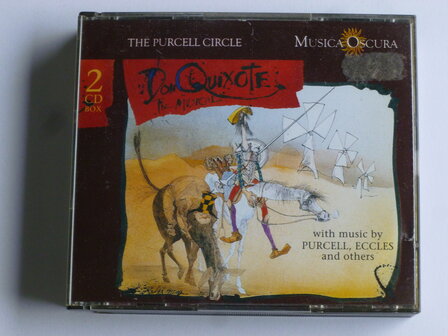 THE PURCELL CIRCLE
MUSICA OSCURA
2
CD
BOX
DON QUIXOTE
with music by
PURCELL, ECCLES
and others